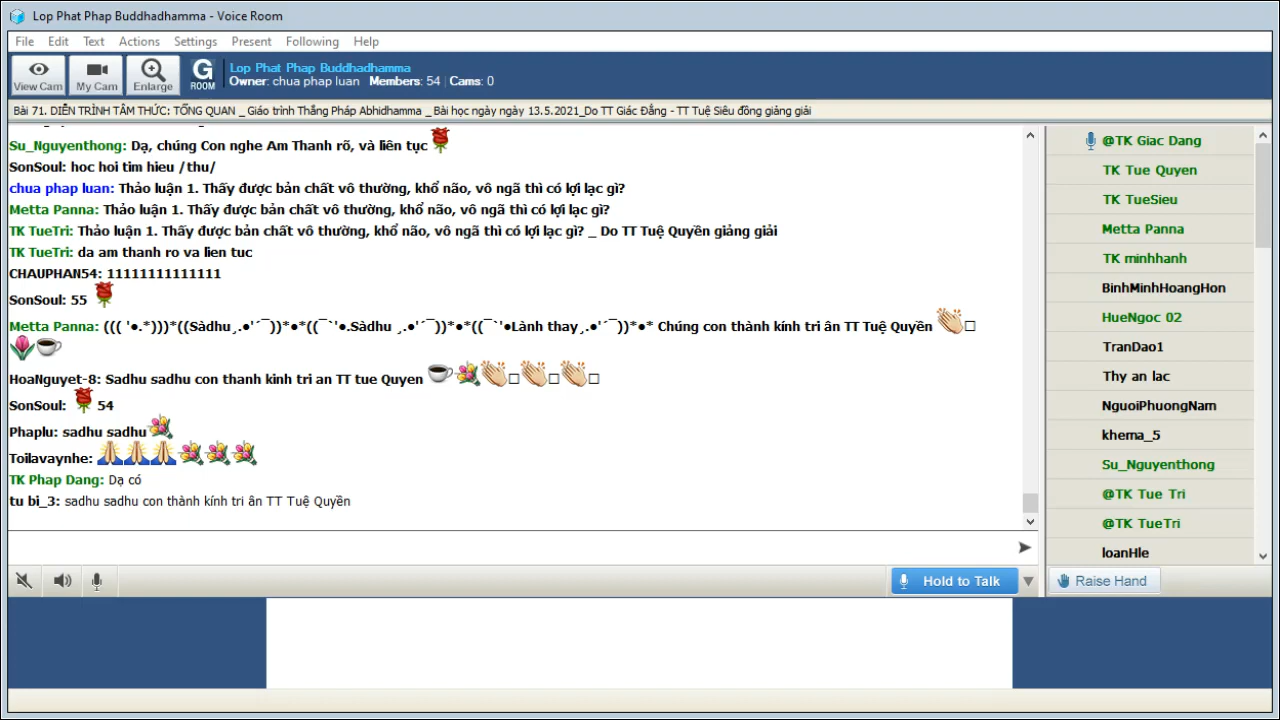 Lop Phat Phap Buddhadhamma - Voice Room
File Edit Text Actions Settings Present Following Help
View Cam My Cam Enlarge G ROOM
Lop Phat Phap Buddhadhamma
Owner: chua phap luan Members: 54 Cams: 0
Bài 71. DIỄN TRÌNH TÂM THỨC: TỔNG QUAN _ Giáo trình Thắng Pháp Abhidhamma _ Bài học ngày ngày 13.5.2021_Do TT Giác Đẳng - TT Tuệ Siêu đồng giảng giải
Su_Nguyenthong: Dạ, chúng Con nghe Am Thanh rõ, và liên tục
SonSoul: hoc hoi tim hieu /thu/
chua phap luan: Thảo luận 1. Thấy được bản chất vô thường, khổ não, vô ngã thì có lợi lạc gì?
Metta Panna: Thảo luận 1. Thấy được bản chất vô thường, khổ não, vô ngã thì có lợi lạc gì?
TK TueTri: Thảo luận 1. Thấy được bản chất vô thường, khổ não, vô ngã thì có lợi lạc gì? _ Do TT Tuệ Quyền giảng giải
TK TueTri: da am thanh ro va lien tuc
CHAUPHAN54: 11111111111111
SonSoul: 55
Metta Panna: ((( '●.*)))*((Sàdhu¸.●'´¯))*●*((¯`'●.Sàdhu ¸.●'´¯))*●*((¯`'●Lành thay¸.●'´¯))*●* Chúng con thành kính tri ân TT Tuệ Quyền
HoaNguyet-8: Sadhu sadhu con thanh kinh tri an TT tue Quyen
SonSoul: 54
Phaplu: sadhu sadhu
Toilavaynhe:
TK Phap Dang: Dạ có
tu bi_3: sadhu sadhu con thành kính tri ân TT Tuệ Quyền
Hold to Talk
@TK Giac Dang
TK Tue Quyen
TK TueSieu
Metta Panna
TK minhhanh
BinhMinhHoangHon
HueNgoc 02
TranDao1
Thy an lac
NguoiPhuongNam
khema_5
Su_Nguyenthong
@TK Tue Tri
@TK TueTri
loanHle
Raise Hand